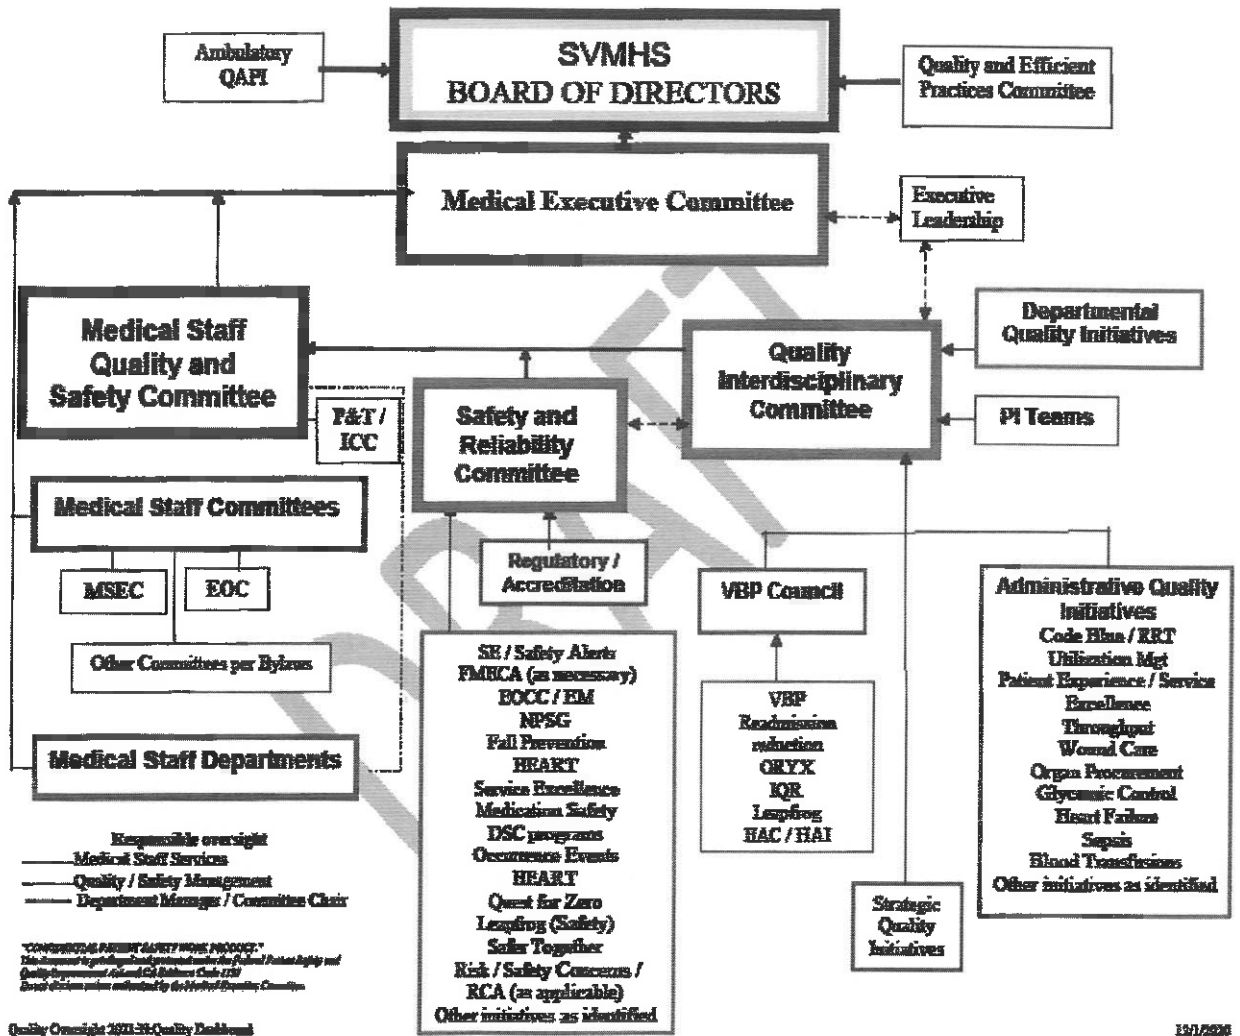 Ambulatory
QAPI
SVMHS
BOARD OF DIRECTORS
Quality and Efficient
Practices Committee
Medical Executive Committee
Executive
Leadership
Medical Staff
Quality and
Safety Committee
P&T /
ICC
Safety and
Reliability
Committee
Quality
Interdisciplinary
Committee
Departmental
Quality Initiatives
PI Teams
Medical Staff Committees
MSEC
EOC
Other Committees per Bylaws
Medical Staff Departments
Regulatory /
Accreditation
VBP Council
Administrative Quality
Initiatives
Code Blue / RRT
Utilization Mgt
Patient Experience / Service
Excellence
Throughput
Wound Care
Organ Procurement
Glycemic Control
Heart Failure
Sepsis
Blood Transfusions
Other initiatives as identified
SE / Safety Alerts
FMECA (as necessary)
EOCC / EM
NPSG
Fall Prevention
HEART
Service Excellence
Medication Safety
DSC programs
Occurrence Events
HEART
Quest for Zero
Leapfrog (Safety)
Safer Together
Risk / Safety Concerns /
RCA (as applicable)
Other initiatives as identified
VBP
Readmission
reduction
ORYX
IQR
Leapfrog
HAC / HAI
Strategic
Quality
Initiatives
Responsible oversight
Medical Staff Services
Quality / Safety Management
Department Manager / Committee Chair
"CONFIDENTIAL PATIENT SAFETY WORK PRODUCT."
DRAFT
Quality Oversight Quality Dashboard